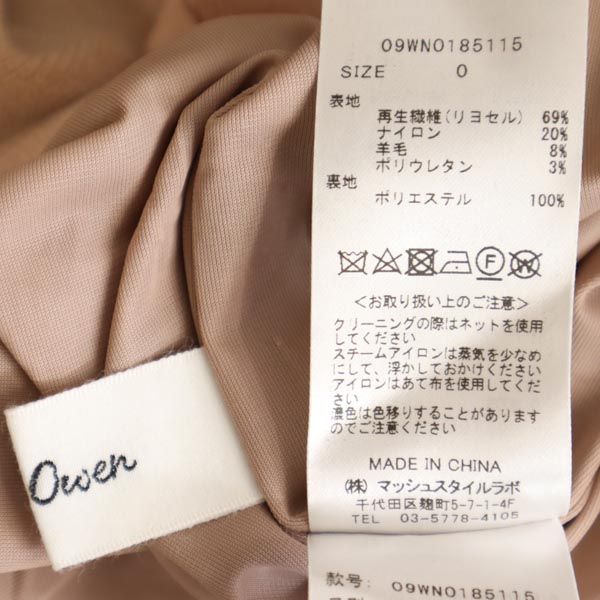 09WNO185115
SIZE 0
表地
再生繊維(リヨセル) 69%
ナイロン 20%
羊毛 8%
ポリウレタン 3%
裏地
ポリエステル 100%
<お取り扱い上のご注意>
クリーニングの際はネットを使用
してください
スチームアイロンは蒸気を少なめ
にして、浮かしておかけください
アイロンはあて布を使用してくだ
さい
濃色は色移りすることがあります
のでご注意ください
MADE IN CHINA
(株) マッシュスタイルラボ
千代田区麹町5-7-1-4F
TEL 03-5778-4105
Owen
款号: 09WNO185115